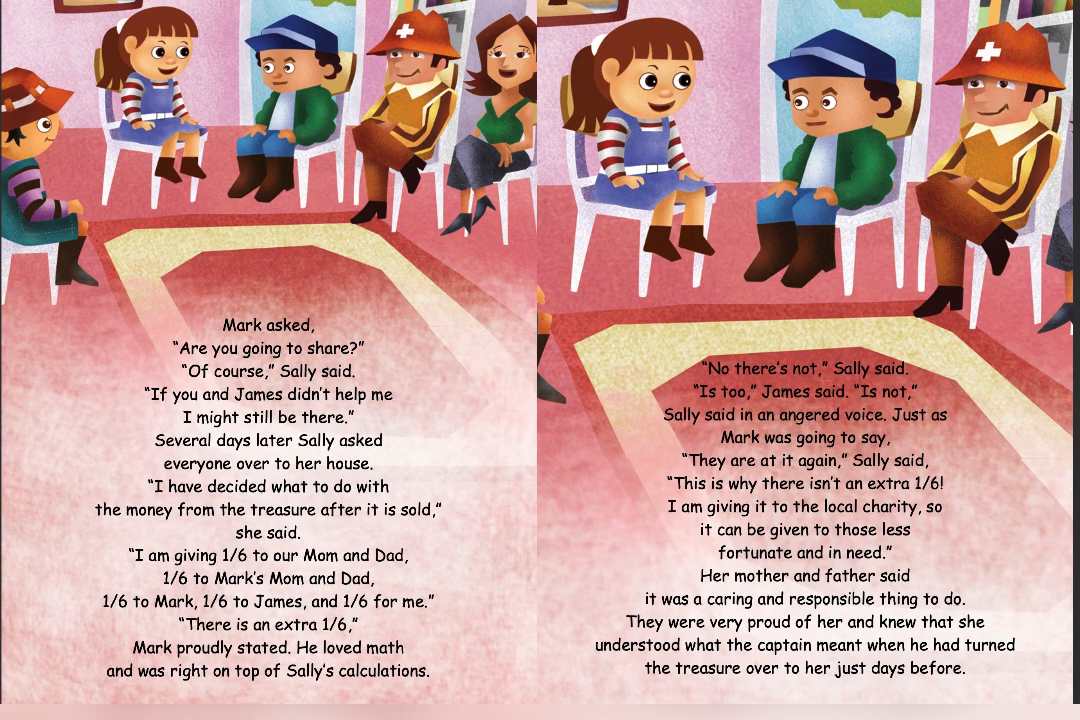 Mark asked,
“Are you going to share?”
“Of course,” Sally said.
“If you and James didn’t help me
I might still be there.”
Several days later Sally asked
everyone over to her house.
“I have decided what to do with
the money from the treasure after it is sold,”
she said.
“I am giving 1/6 to our Mom and Dad,
1/6 to Mark’s Mom and Dad,
1/6 to Mark, 1/6 to James, and 1/6 for me.”
“There is an extra 1/6,”
Mark proudly stated. He loved math
and was right on top of Sally’s calculations.
“No there’s not,” Sally said.
“Is too,” James said. “Is not,”
Sally said in an angered voice. Just as
Mark was going to say,
“They are at it again,” Sally said,
“This is why there isn’t an extra 1/6!
I am giving it to the local charity, so
it can be given to those less
fortunate and in need.”
Her mother and father said
it was a caring and responsible thing to do.
They were very proud of her and knew that she
understood what the captain meant when he had turned
the treasure over to her just days before.